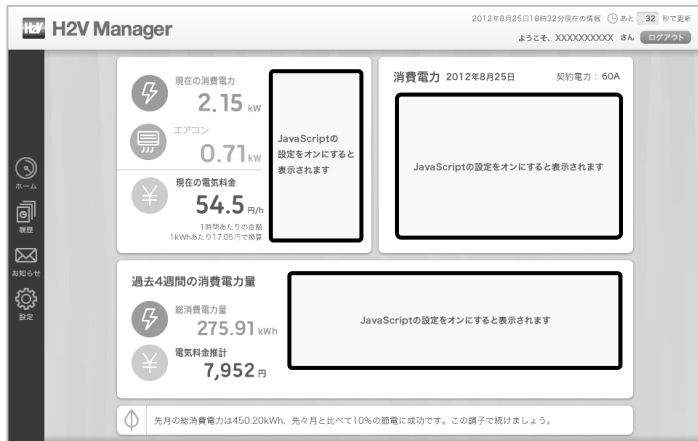 2012年8月25日18時32分現在の情報 あと 32 秒で更新
H2V H2V Manager
ようこそ、XXXXXXXXXX さん ログアウト
ホーム
履歴
お知らせ
設定
現在の消費電力
2.15 kW
エアコン
0.71 kW
現在の電気料金
54.5 円/h
1時間あたりの金額
1kWhあたり17.05円で換算
JavaScriptの
設定をオンにすると
表示されます
消費電力 2012年8月25日 契約電力：60A
JavaScriptの設定をオンにすると表示されます
過去4週間の消費電力量
総消費電力量
275.91 kWh
電気料金推計
7,952 円
JavaScriptの設定をオンにすると表示されます
先月の総消費電力は450.20kWh、先々月と比べて10%の節電に成功です。この調子で続けましょう。